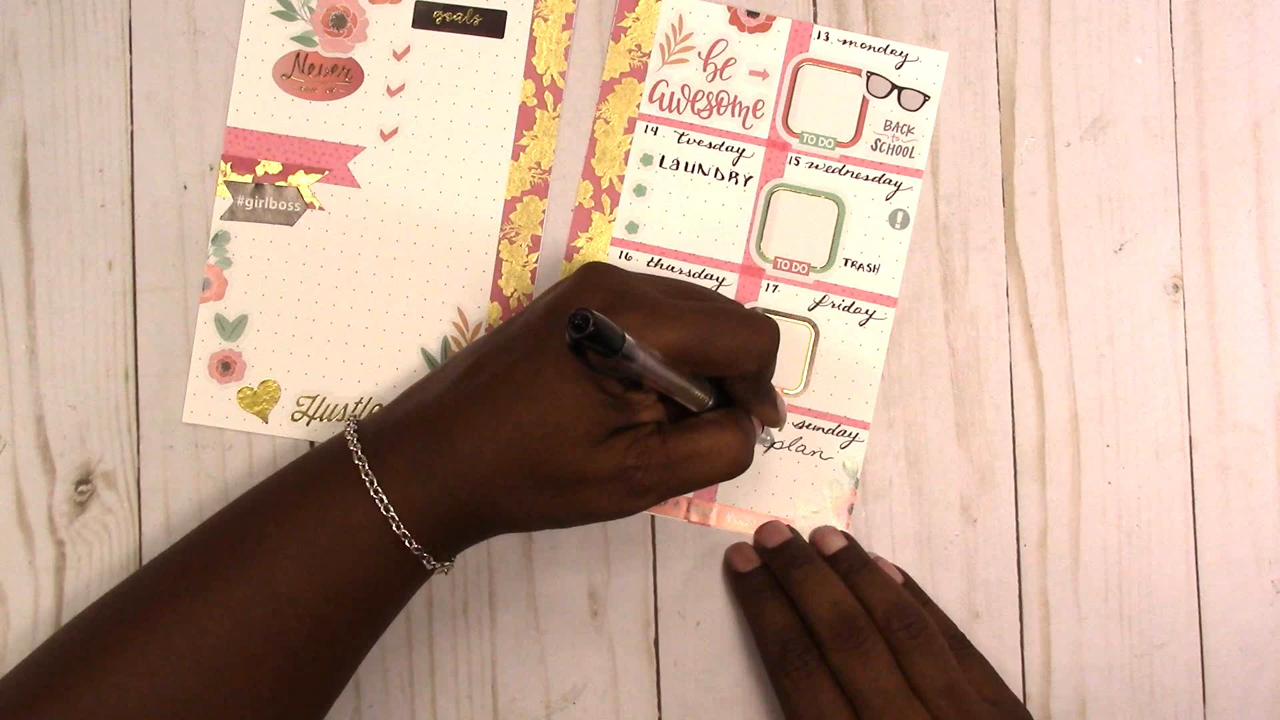 goals
Never
#girlboss
Hustle
be
awesome
13. monday
TO DO
BACK
to
SCHOOL
14. tuesday
LAUNDRY
15 wednesday
TO DO
TRASH
16. thursday
17. friday
sunday
plan